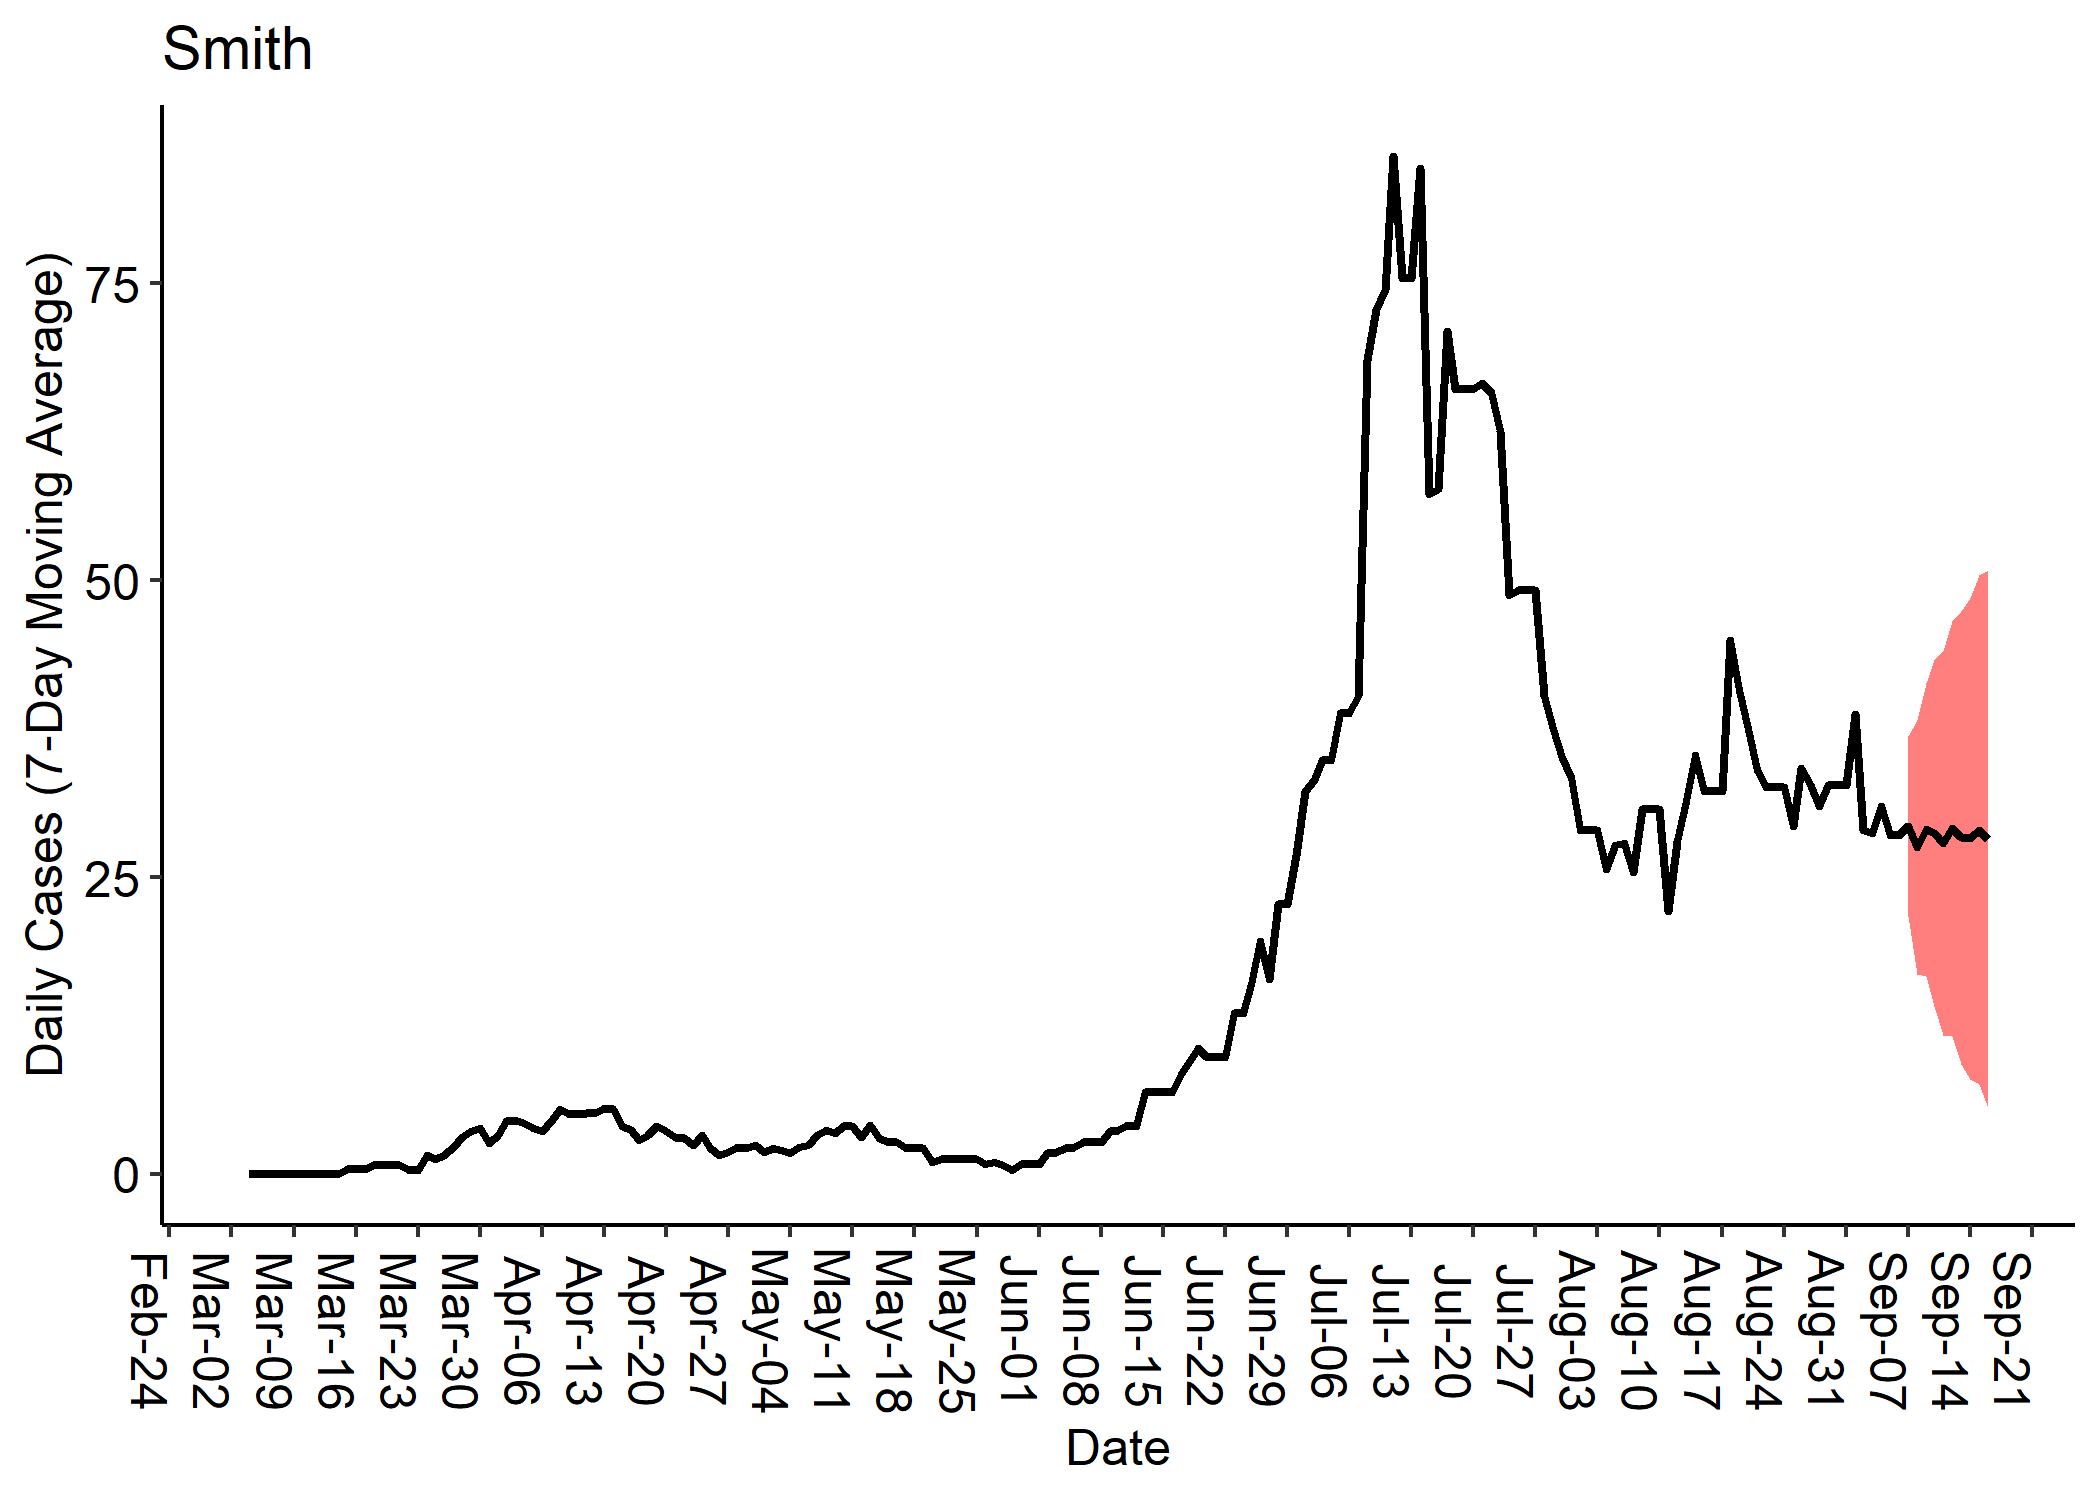 Smith
Daily Cases (7-Day Moving Average)
75
50
25
0
Feb-24
Mar-02
Mar-09
Mar-16
Mar-23
Mar-30
Apr-06
Apr-13
Apr-20
Apr-27
May-04
May-11
May-18
May-25
Jun-01
Jun-08
Jun-15
Jun-22
Jun-29
Jul-06
Jul-13
Jul-20
Jul-27
Aug-03
Aug-10
Aug-17
Aug-24
Aug-31
Sep-07
Sep-14
Sep-21
Date